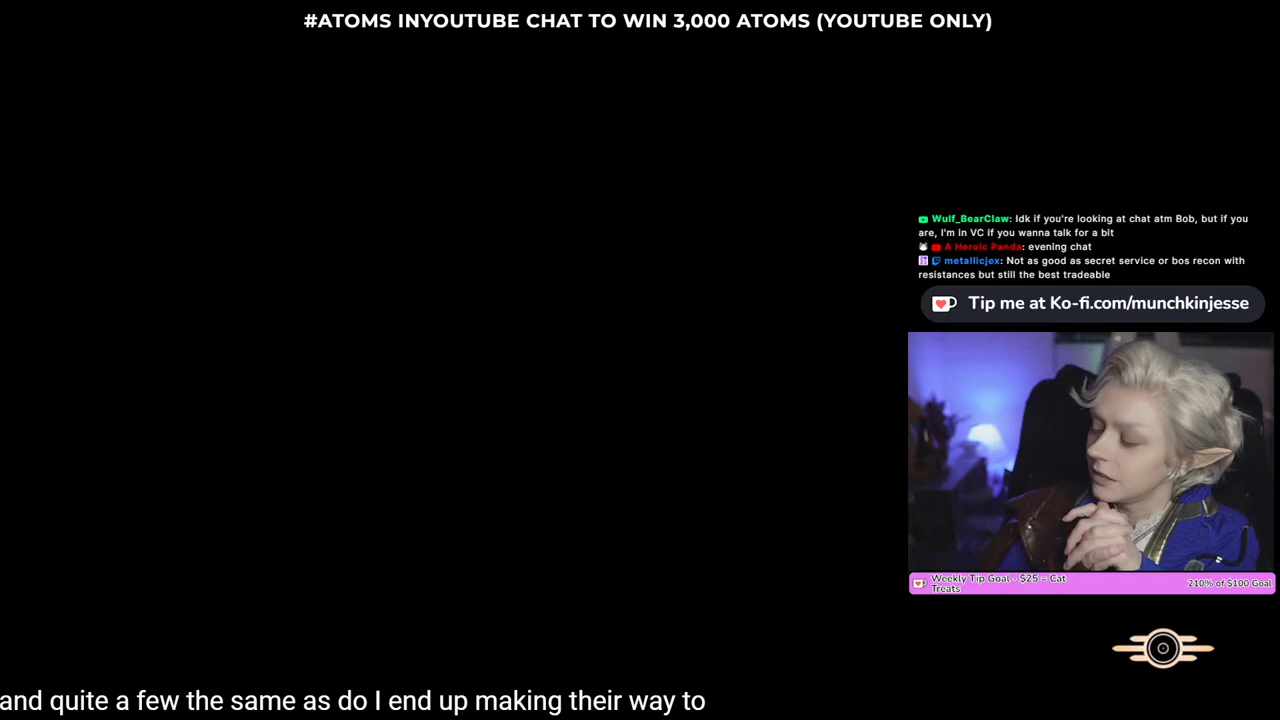 #ATOMS INYOUTUBE CHAT TO WIN 3,000 ATOMS (YOUTUBE ONLY)
Wulf_BearClaw: Idk if you're looking at chat atm Bob, but if you
are, I'm in VC if you wanna talk for a bit
A Heroic Panda: evening chat
metallicjex: Not as good as secret service or bos recon with
resistances but still the best tradeable
Tip me at Ko-fi.com/munchkinjesse
Weekly Tip Goal - $25 = Cat
Treats
210% of $100 Goal
and quite a few the same as do I end up making their way to